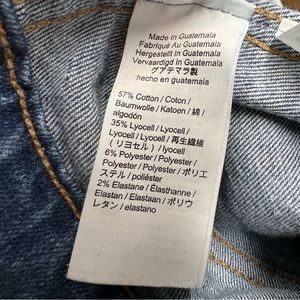 Made In Guatemala
Fabriqué Au Guatemala
Hergestellt In Guatemala
Vervaardigd In Guatemala
グアテマラ製
hecho en guatemala
57% Cotton / Coton /
Baumwolle / Katoen / 綿 /
algodón
35% Lyocell / Lyocell /
Lyocell / Lyocell / 再生繊維
(リヨセル) / lyocell
6% Polyester / Polyester /
Polyester / Polyester / ポリエ
ステル / poliéster
2% Elastane / Élasthanne /
Elastan / Elastaan / ポリウ
レタン / elastano